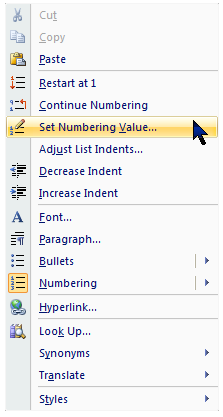 Cut
Copy
Paste
Restart at 1
Continue Numbering
Set Numbering Value...
Adjust List Indents...
Decrease Indent
Increase Indent
Font...
Paragraph...
Bullets
Numbering
Hyperlink...
Look Up...
Synonyms
Translate
Styles